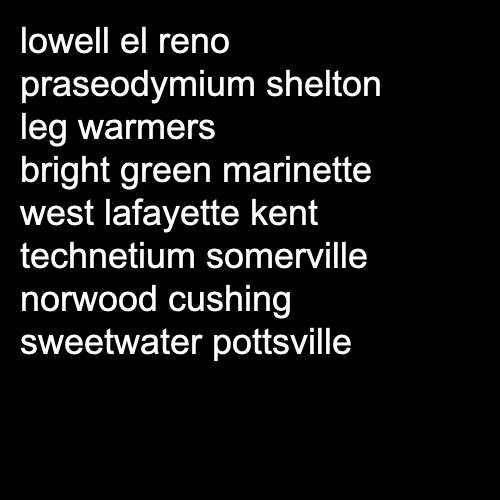 lowell el reno
praseodymium shelton
leg warmers
bright green marinette
west lafayette kent
technetium somerville
norwood cushing
sweetwater pottsville